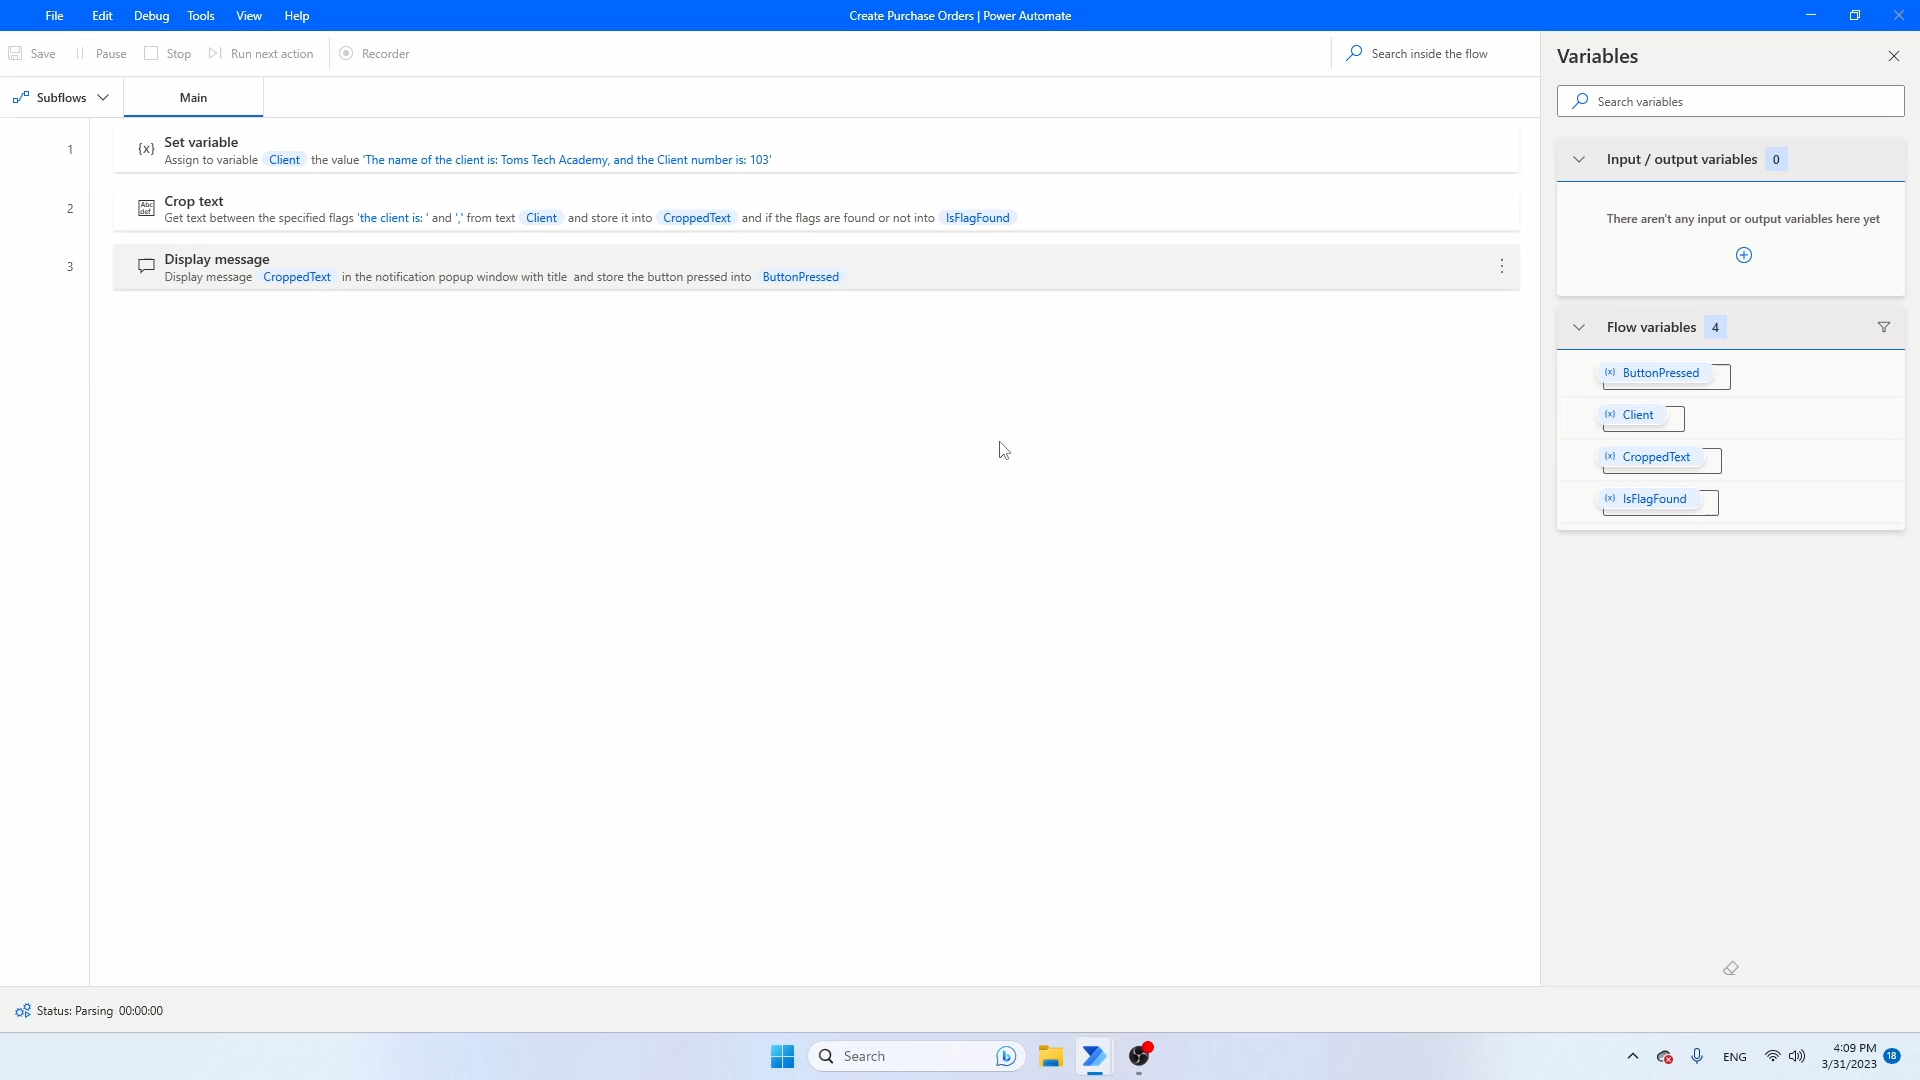 File Edit Debug Tools View Help
Create Purchase Orders | Power Automate
Save Pause Stop Run next action Recorder
Search inside the flow
Subflows
Main
1
Set variable
Assign to variable Client the value 'The name of the client is: Toms Tech Academy, and the Client number is: 103'
2
Abc def
Crop text
Get text between the specified flags 'the client is: ' and ',' from text Client and store it into CroppedText and if the flags are found or not into IsFlagFound
3
Display message
Display message CroppedText in the notification popup window with title and store the button pressed into ButtonPressed
Variables
Search variables
Input / output variables 0
There aren't any input or output variables here yet
Flow variables 4
{x} ButtonPressed
{x} Client
{x} CroppedText
{x} IsFlagFound
Status: Parsing 00:00:00
Search
ENG
4:09 PM
3/31/2023
18